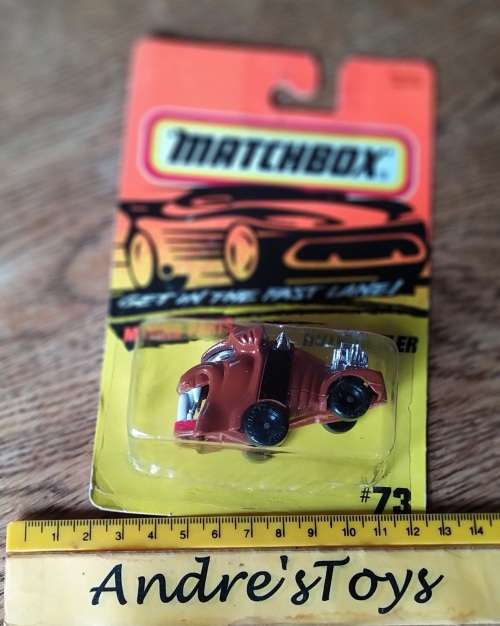 MATCHBOX
GET IN THE FAST LANE!
#73
1 2 3 4 5 6 7 8 9 10 11 12 13 14
Andre'sToys